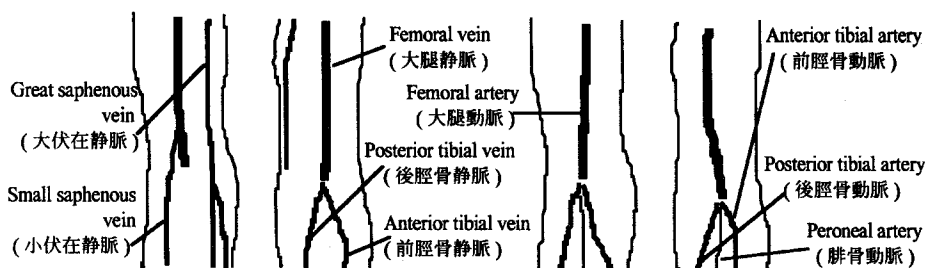 Great saphenous
vein
(大伏在静脈)
Small saphenous
vein
(小伏在静脈)
Femoral vein
(大腿静脈)
Posterior tibial vein
(後脛骨静脈)
Anterior tibial vein
(前脛骨静脈)
Femoral artery
(大腿動脈)
Anterior tibial artery
(前脛骨動脈)
Posterior tibial artery
(後脛骨動脈)
Peroneal artery
(腓骨動脈)